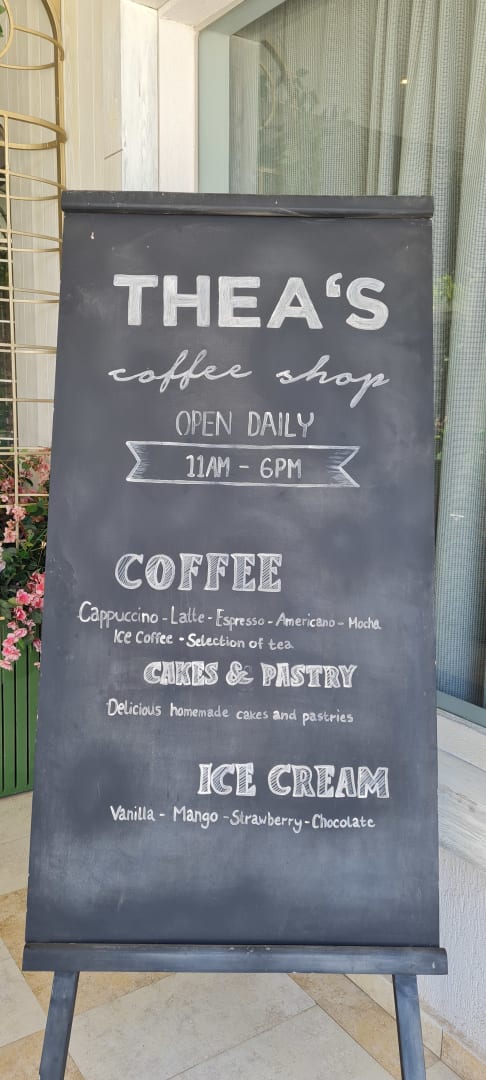 THEA'S
coffee shop
OPEN DAILY
11AM - 6PM
COFFEE
Cappuccino - Latte - Espresso - Americano - Mocha
Ice Coffee - Selection of tea
CAKES & PASTRY
Delicious homemade cakes and pastries
ICE CREAM
Vanilla - Mango - Strawberry - Chocolate